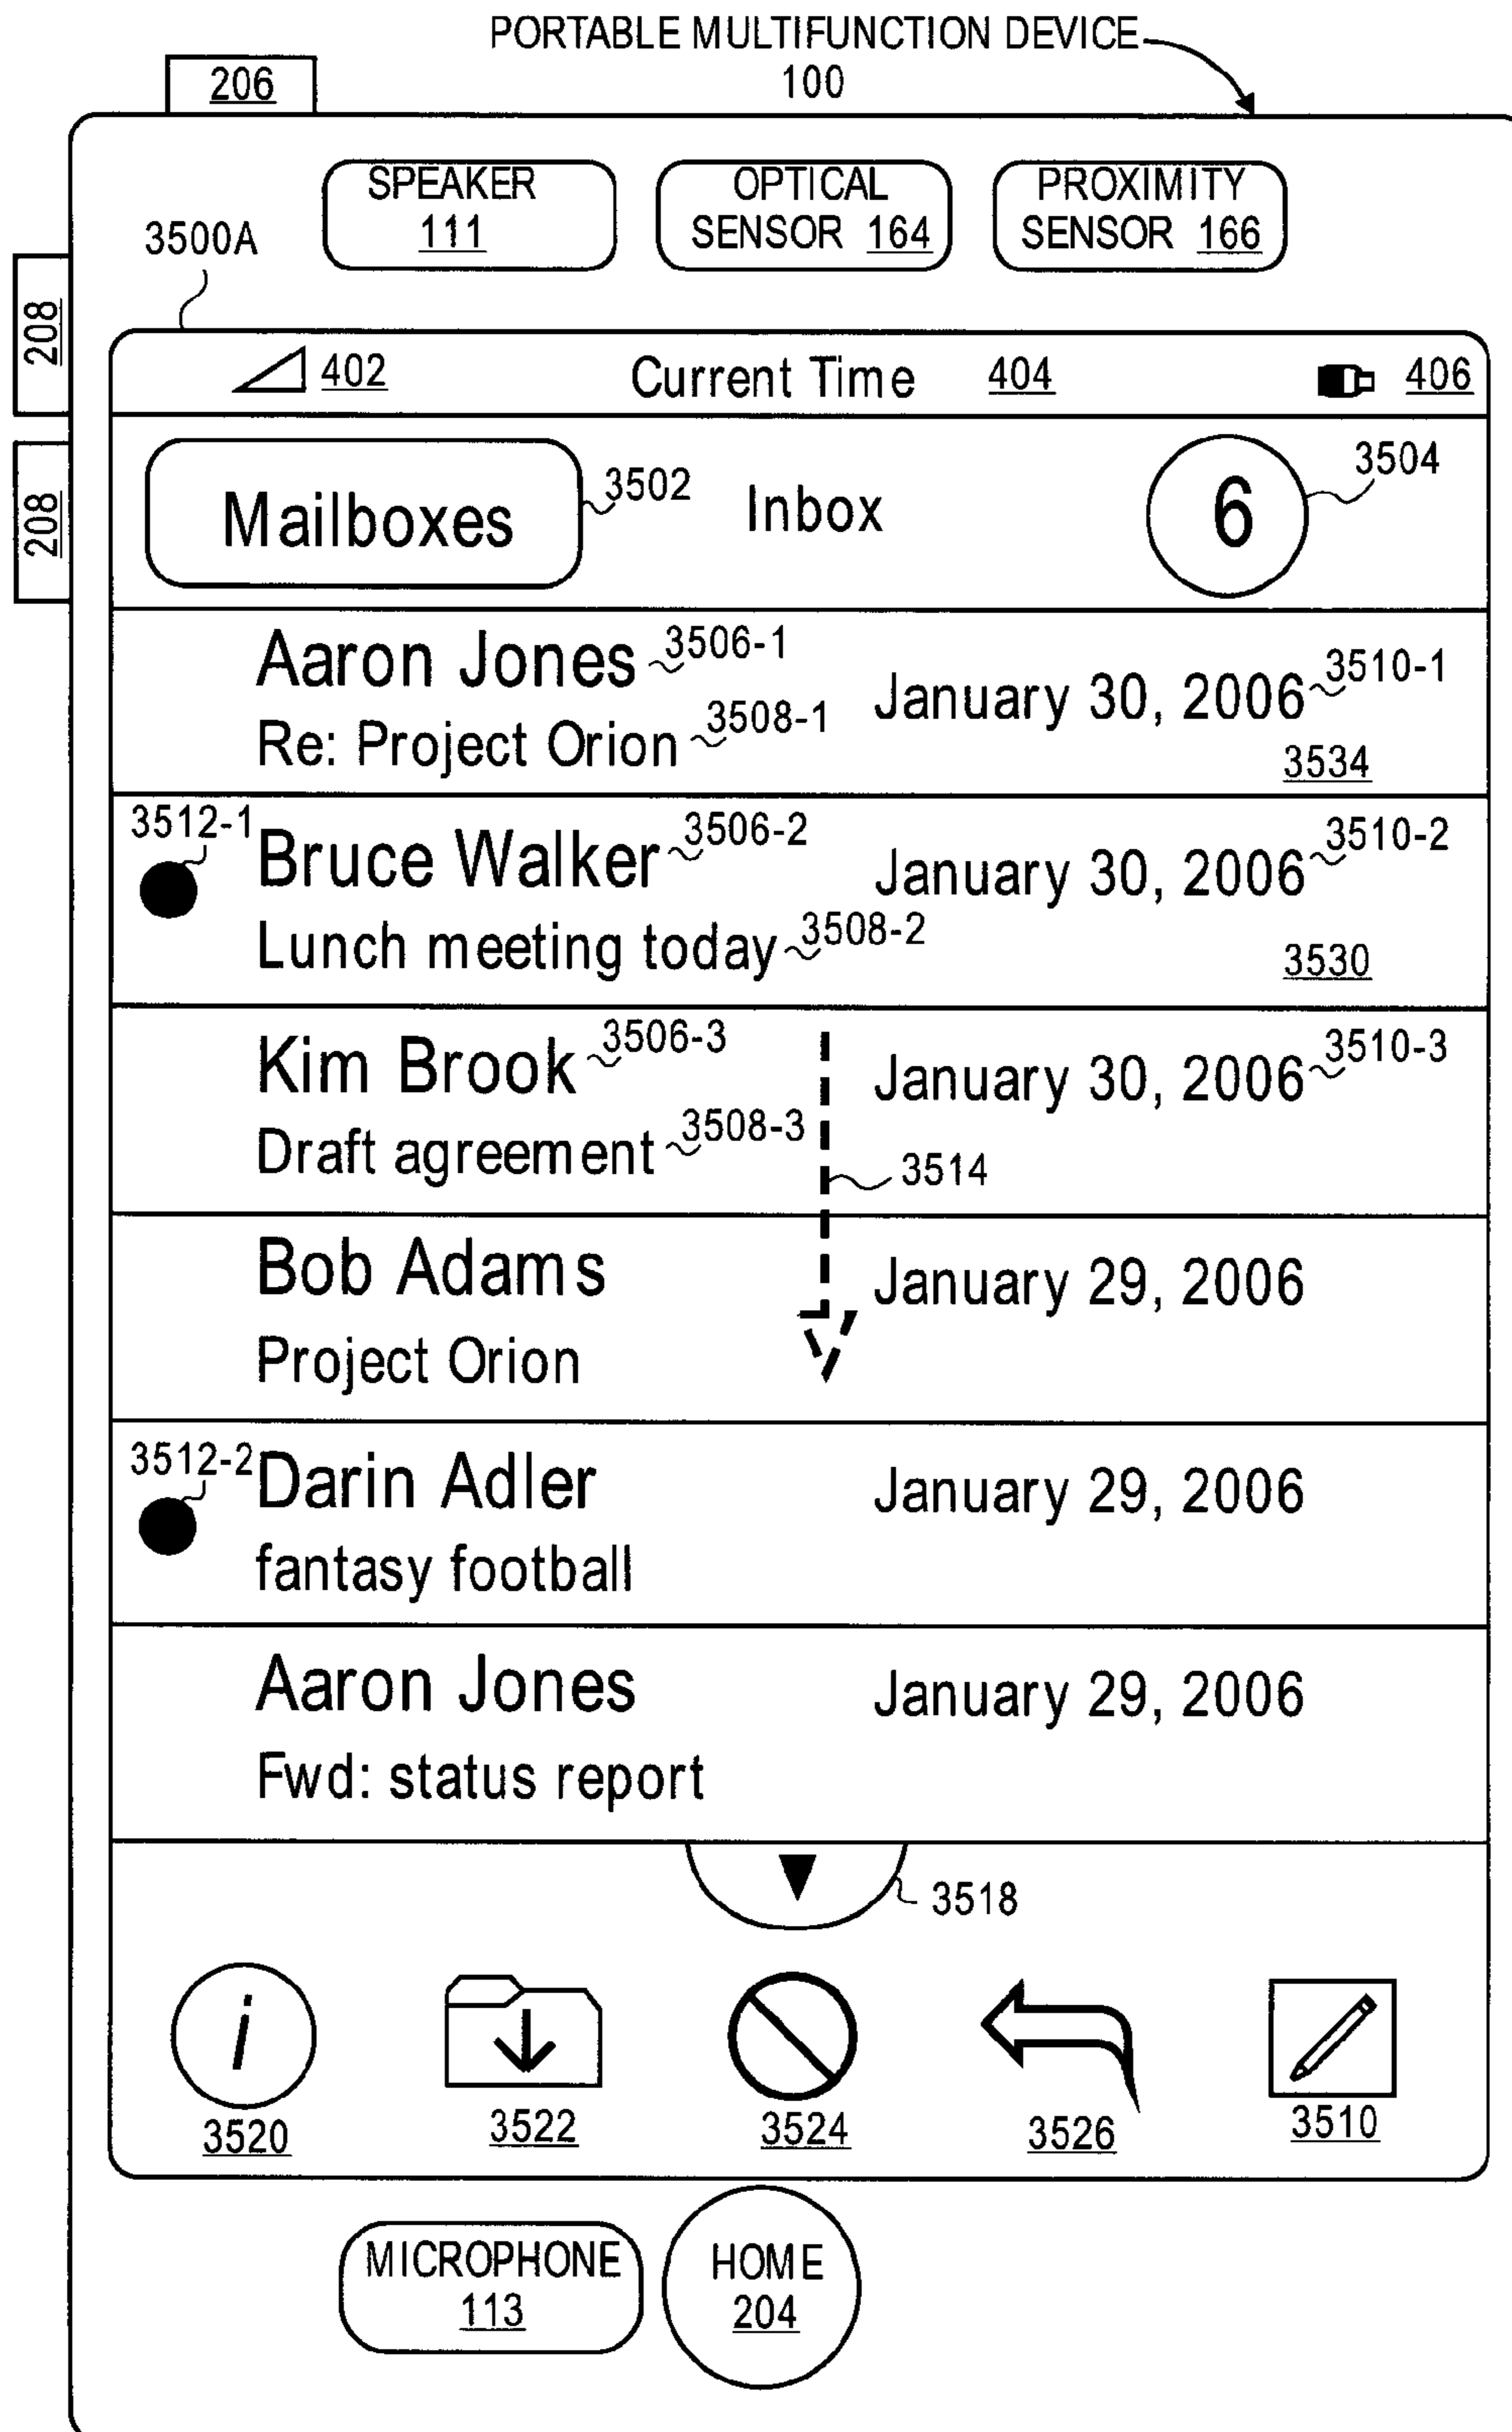 PORTABLE MULTIFUNCTION DEVICE
100
206
SPEAKER
111
OPTICAL
SENSOR 164
PROXIMITY
SENSOR 166
3500A
208
208
402
Current Time 404
406
Mailboxes
3502
Inbox
6
3504
Aaron Jones 3506-1
January 30, 2006 3510-1
Re: Project Orion 3508-1
3534
3512-1
Bruce Walker 3506-2
January 30, 2006 3510-2
Lunch meeting today 3508-2
3530
Kim Brook 3506-3
January 30, 2006 3510-3
Draft agreement 3508-3
3514
Bob Adams
January 29, 2006
Project Orion
3512-2
Darin Adler
January 29, 2006
fantasy football
Aaron Jones
January 29, 2006
Fwd: status report
3518
i
3520
3522
3524
3526
3510
MICROPHONE
113
HOME
204